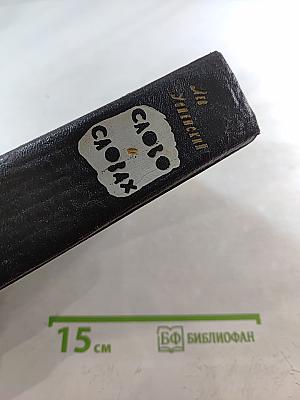 Лев
Успенский
СЛОВО
О
СЛОВАХ
15 см
БФ БИБЛИОФАН